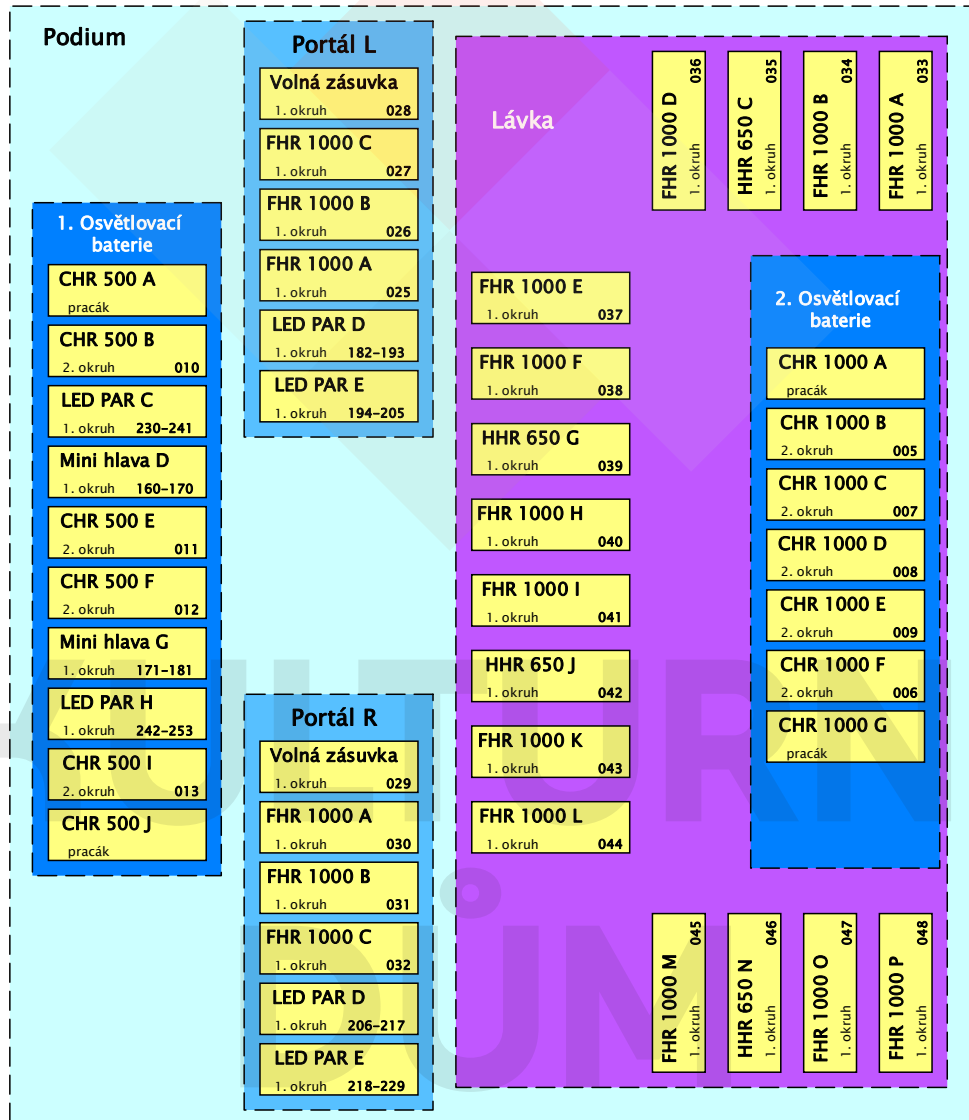 Podium
Portál L
Volná zásuvka
1. okruh 028
FHR 1000 C
1. okruh 027
FHR 1000 B
1. okruh 026
FHR 1000 A
1. okruh 025
LED PAR D
1. okruh 182-193
LED PAR E
1. okruh 194-205
1. Osvětlovací
baterie
CHR 500 A
pracák
CHR 500 B
2. okruh 010
LED PAR C
1. okruh 230-241
Mini hlava D
1. okruh 160-170
CHR 500 E
2. okruh 011
CHR 500 F
2. okruh 012
Mini hlava G
1. okruh 171-181
LED PAR H
1. okruh 242-253
CHR 500 I
2. okruh 013
CHR 500 J
pracák
Portál R
Volná zásuvka
1. okruh 029
FHR 1000 A
1. okruh 030
FHR 1000 B
1. okruh 031
FHR 1000 C
1. okruh 032
LED PAR D
1. okruh 206-217
LED PAR E
1. okruh 218-229
Lávka
FHR 1000 D
1. okruh 036
HHR 650 C
1. okruh 035
FHR 1000 B
1. okruh 034
FHR 1000 A
1. okruh 033
FHR 1000 E
1. okruh 037
FHR 1000 F
1. okruh 038
HHR 650 G
1. okruh 039
FHR 1000 H
1. okruh 040
FHR 1000 I
1. okruh 041
HHR 650 J
1. okruh 042
FHR 1000 K
1. okruh 043
FHR 1000 L
1. okruh 044
2. Osvětlovací
baterie
CHR 1000 A
pracák
CHR 1000 B
2. okruh 005
CHR 1000 C
2. okruh 007
CHR 1000 D
2. okruh 008
CHR 1000 E
2. okruh 009
CHR 1000 F
2. okruh 006
CHR 1000 G
pracák
FHR 1000 M
1. okruh 045
HHR 650 N
1. okruh 046
FHR 1000 O
1. okruh 047
FHR 1000 P
1. okruh 048
KULTURN
DŮM